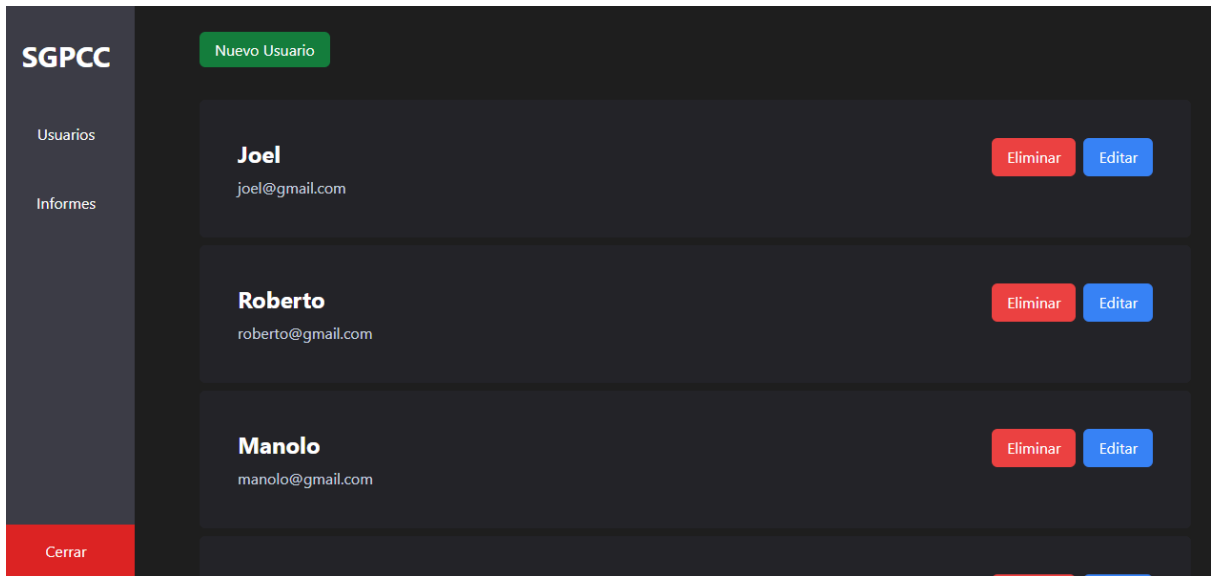 SGPCC
Usuarios
Informes
Cerrar
Nuevo Usuario
Joel
joel@gmail.com
Eliminar Editar
Roberto
roberto@gmail.com
Eliminar Editar
Manolo
manolo@gmail.com
Eliminar Editar